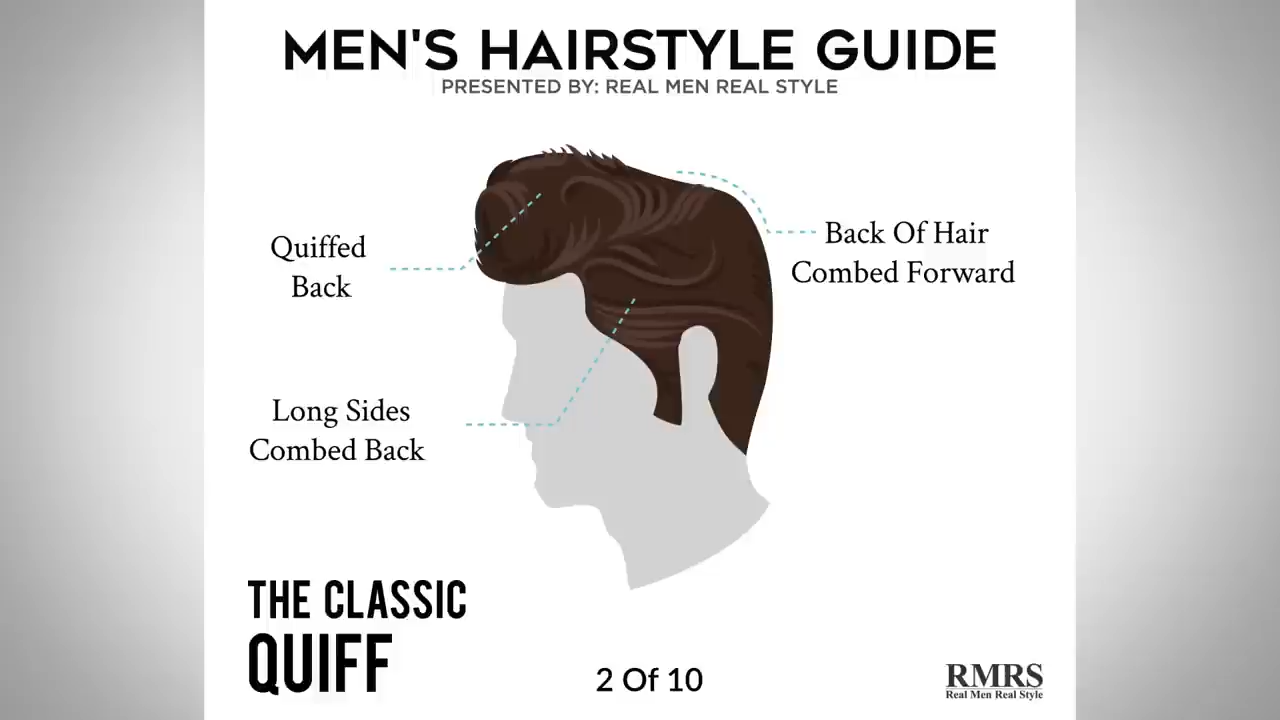 MEN'S HAIRSTYLE GUIDE
PRESENTED BY: REAL MEN REAL STYLE
Quiffed
Back
Back Of Hair
Combed Forward
Long Sides
Combed Back
THE CLASSIC
QUIFF
2 Of 10
RMRS
Real Men Real Style